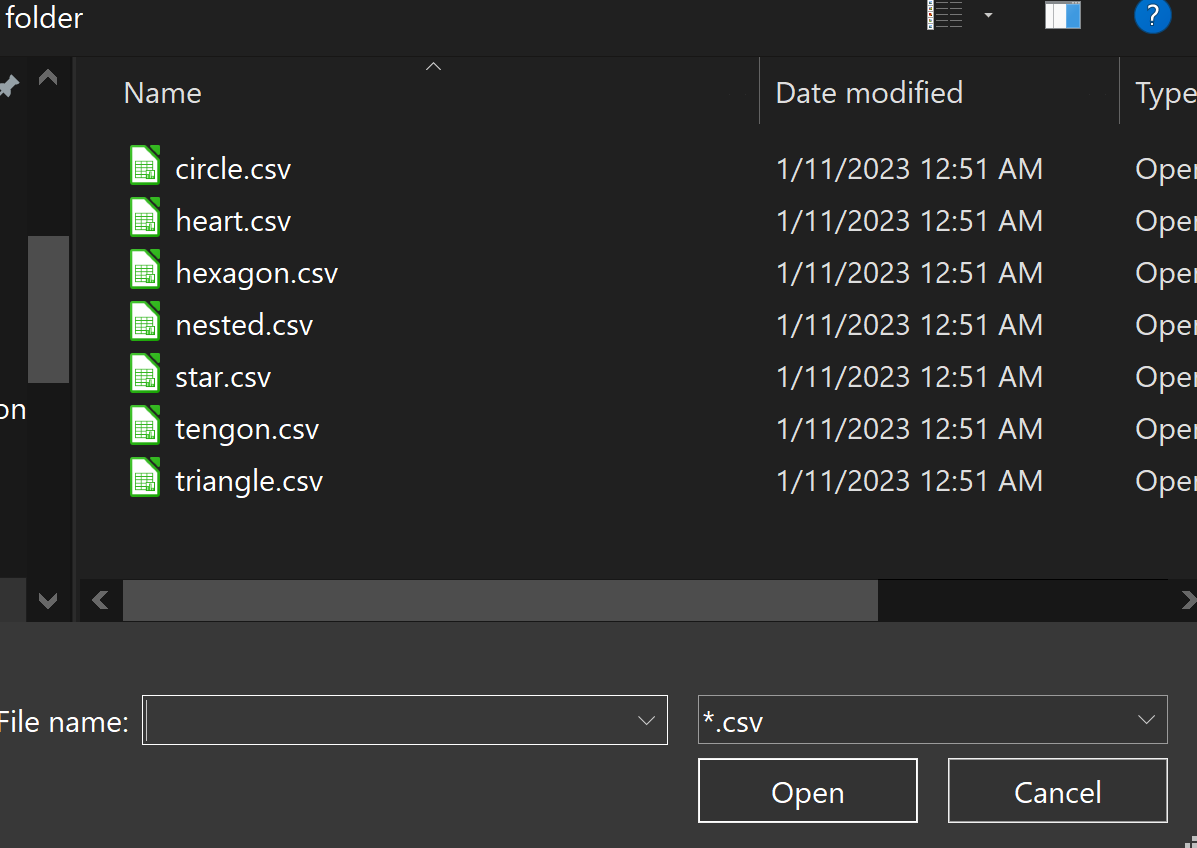 folder
?
Name Date modified Type
circle.csv 1/11/2023 12:51 AM Oper
heart.csv 1/11/2023 12:51 AM Oper
hexagon.csv 1/11/2023 12:51 AM Oper
nested.csv 1/11/2023 12:51 AM Oper
on
star.csv 1/11/2023 12:51 AM Oper
tengon.csv 1/11/2023 12:51 AM Oper
triangle.csv 1/11/2023 12:51 AM Oper
File name: *.csv
Open Cancel